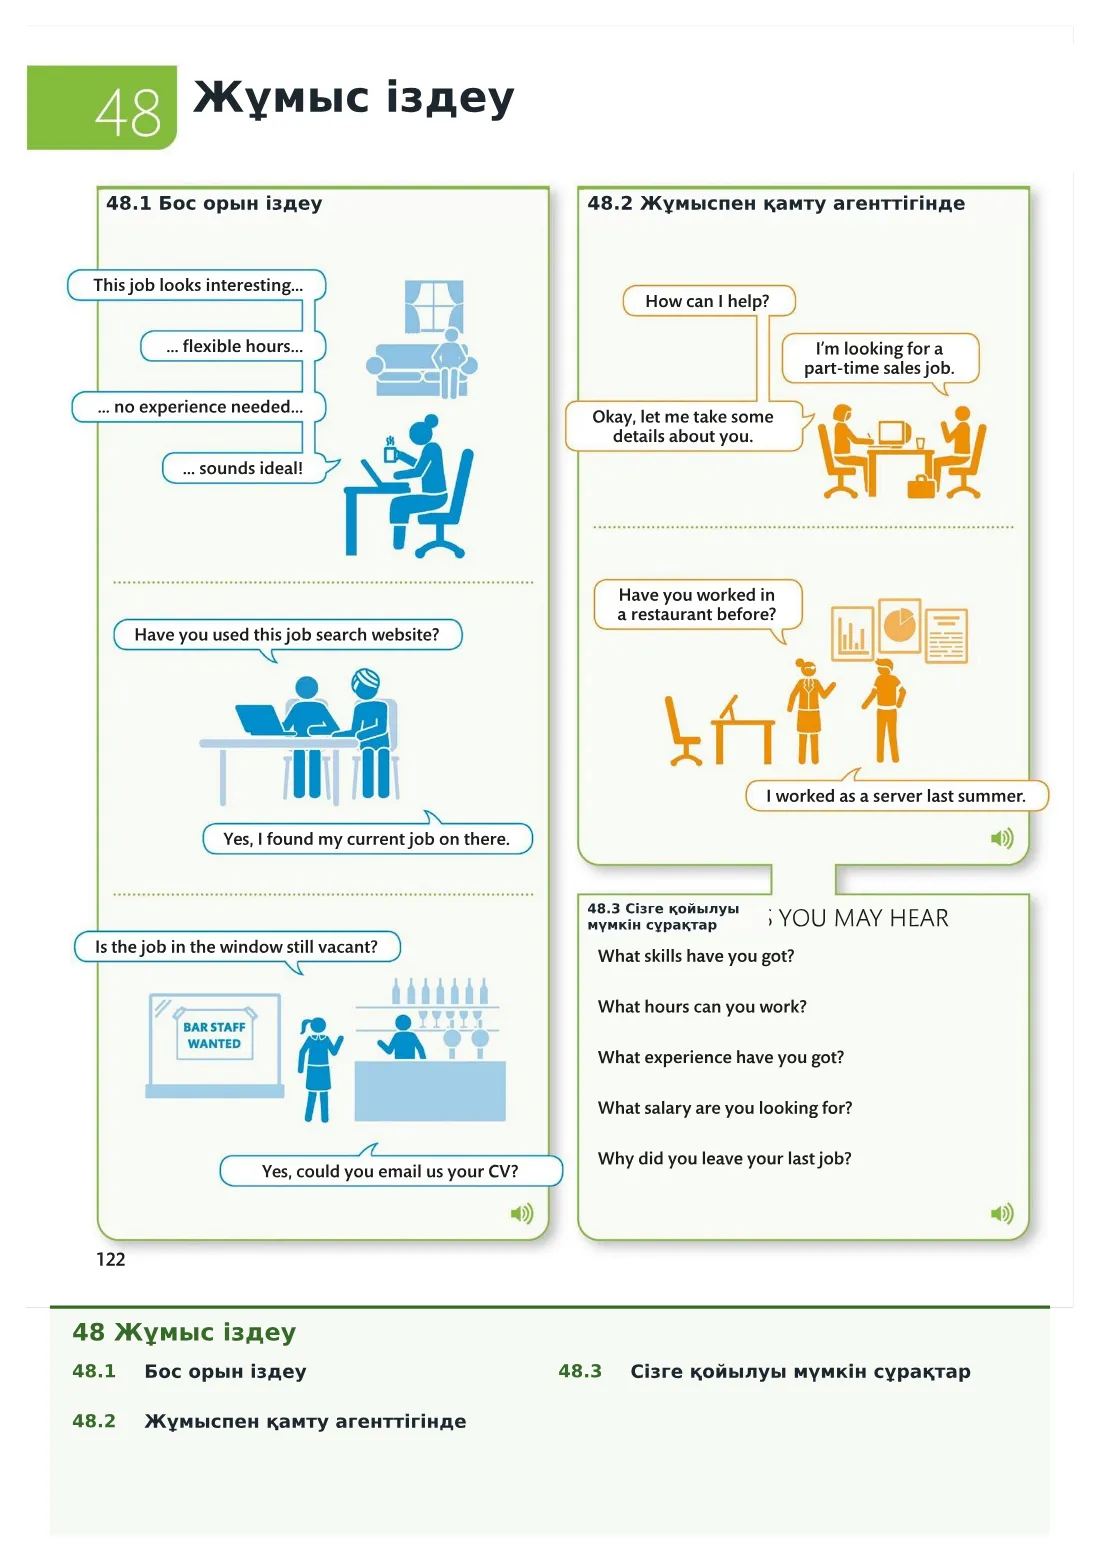 48
Жұмыс іздеу
48.1 Бос орын іздеу
This job looks interesting...
... flexible hours...
... no experience needed...
... sounds ideal!
Have you used this job search website?
Yes, I found my current job on there.
Is the job in the window still vacant?
BAR STAFF
WANTED
Yes, could you email us your CV?
48.2 Жұмыспен қамту агенттігінде
How can I help?
I'm looking for a
part-time sales job.
Okay, let me take some
details about you.
Have you worked in
a restaurant before?
I worked as a server last summer.
48.3 Сізге қойылуы
мүмкін сұрақтар
YOU MAY HEAR
What skills have you got?
What hours can you work?
What experience have you got?
What salary are you looking for?
Why did you leave your last job?
122
48 Жұмыс іздеу
48.1 Бос орын іздеу
48.2 Жұмыспен қамту агенттігінде
48.3 Сізге қойылуы мүмкін сұрақтар